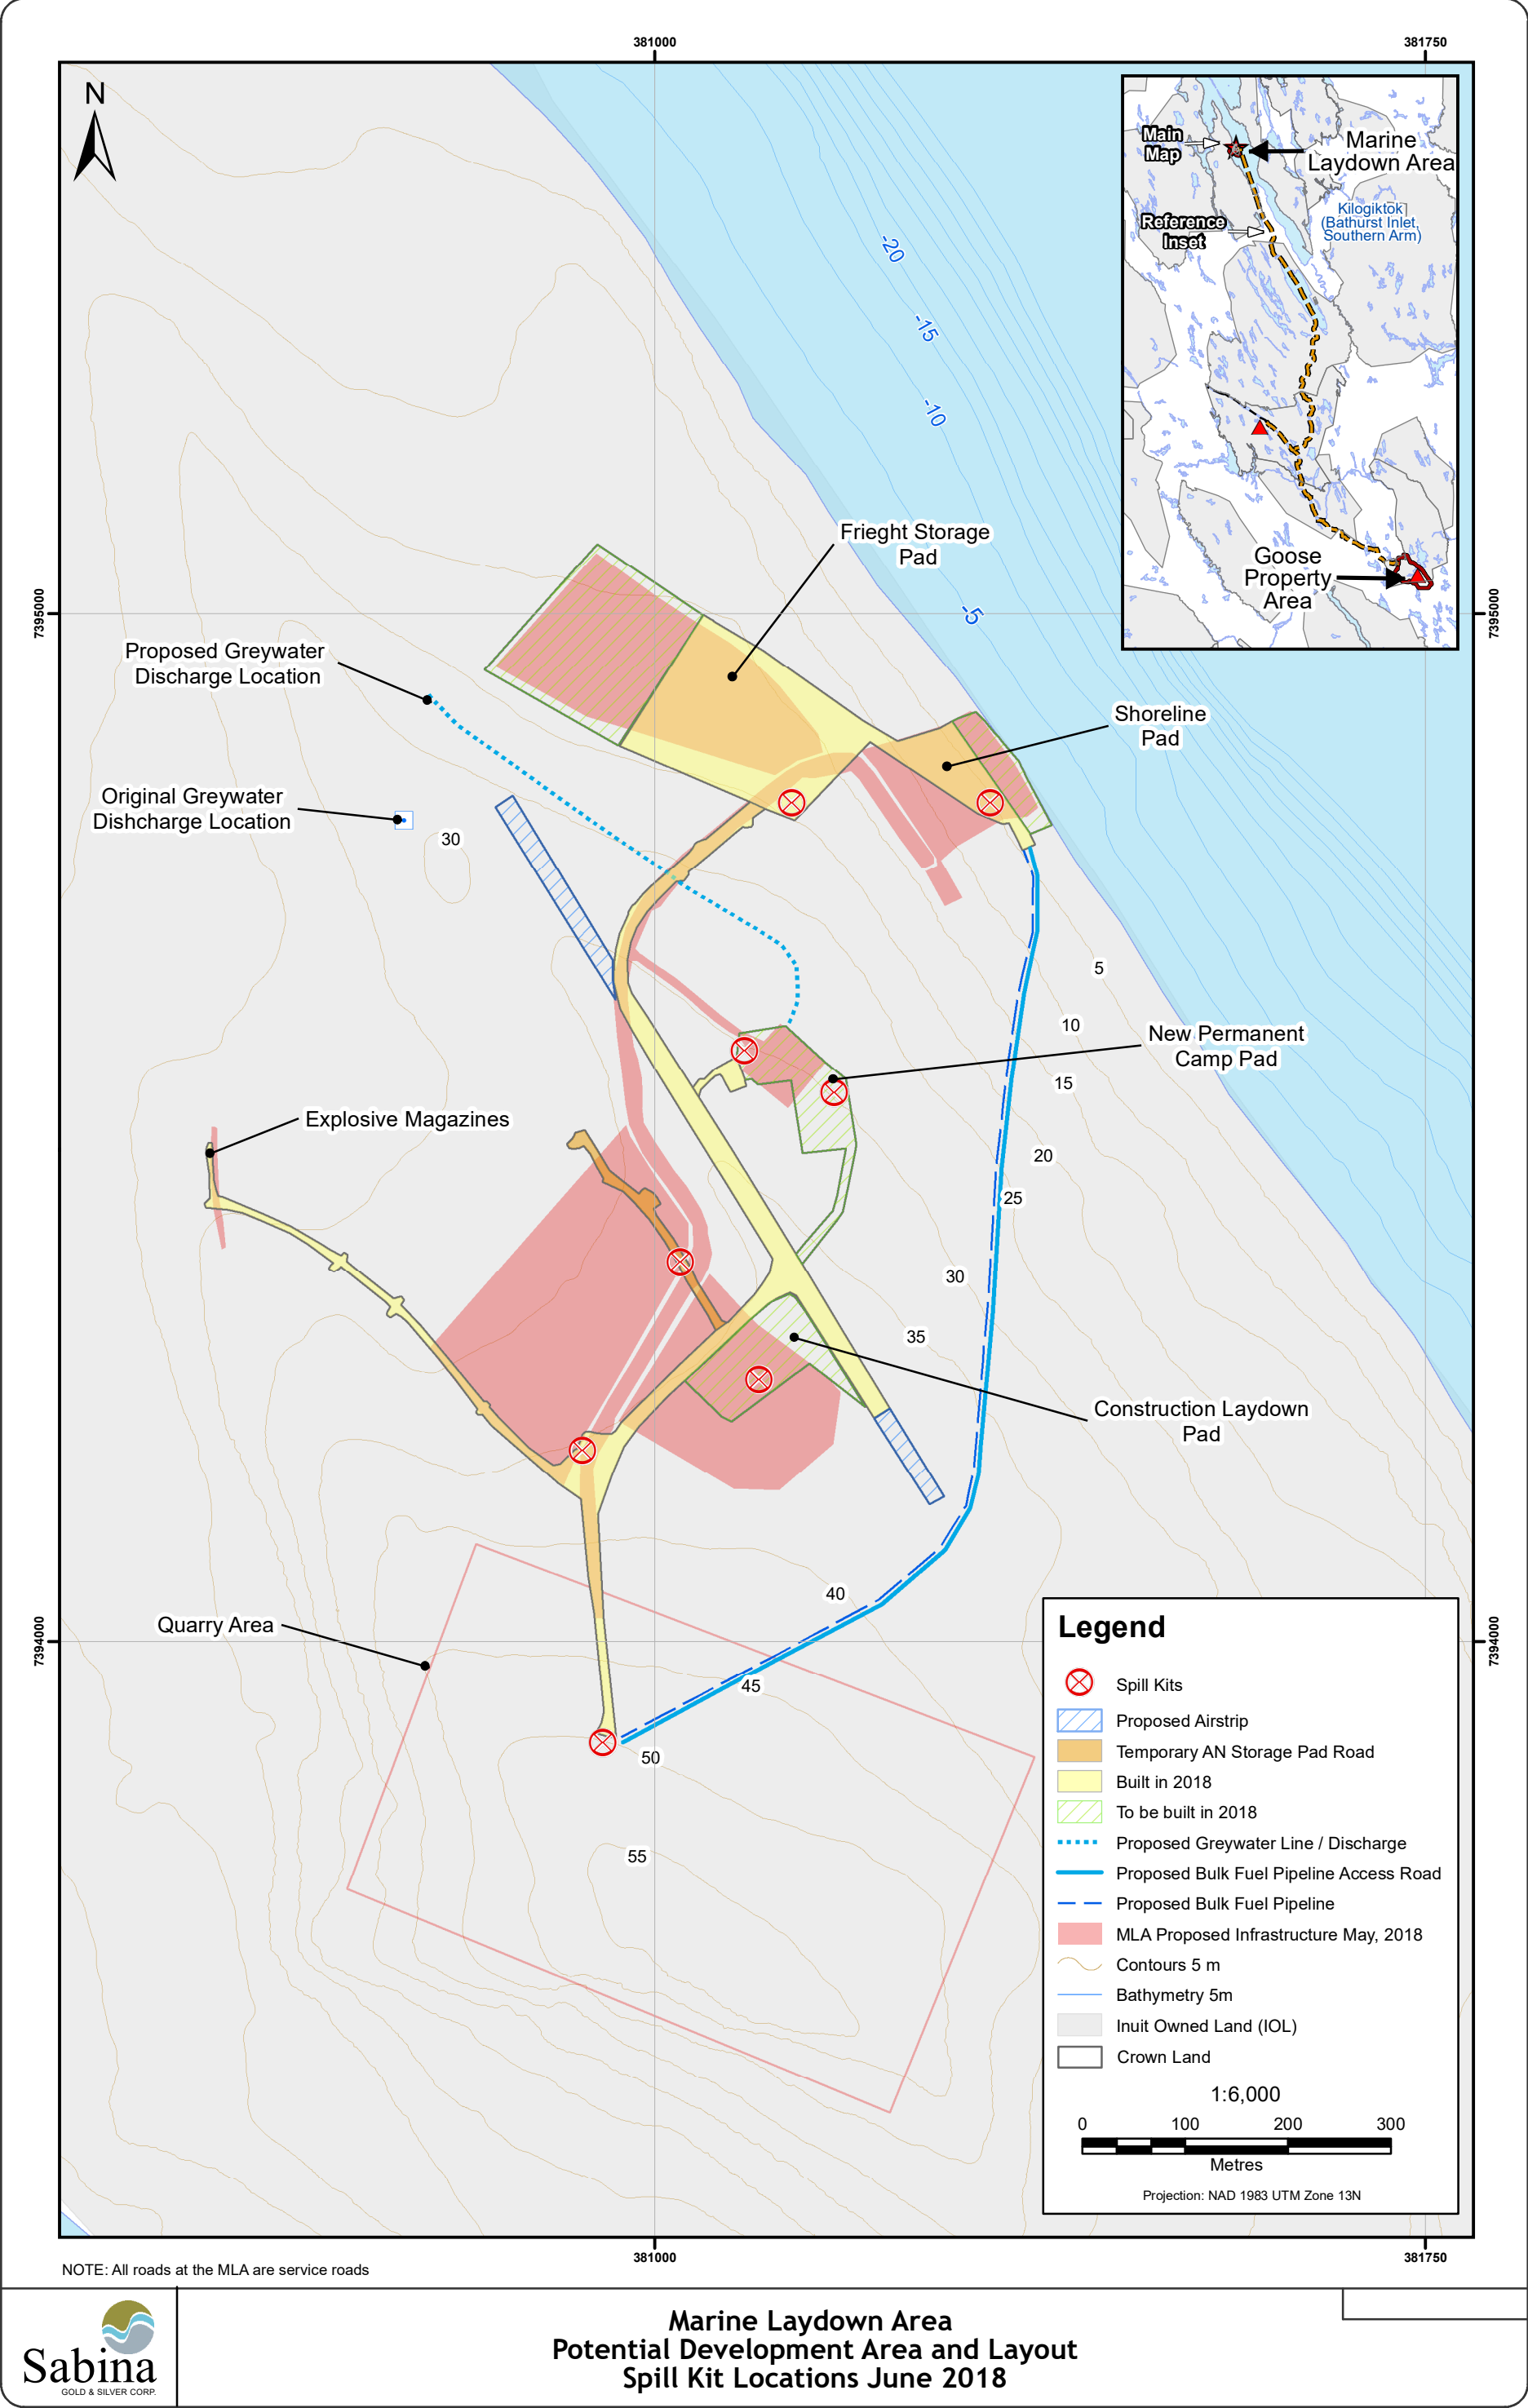 381000
381750
N
Main
Map
Marine
Laydown Area
Kilogiktok
(Bathurst Inlet,
Southern Arm)
Reference
Inset
Goose
Property
Area
-20
-15
-10
-5
7395000
7395000
Frieght Storage
Pad
Proposed Greywater
Discharge Location
Shoreline
Pad
Original Greywater
Dishcharge Location
30
5
10
New Permanent
Camp Pad
15
Explosive Magazines
20
25
30
35
Construction Laydown
Pad
40
Quarry Area
7394000
7394000
45
50
55
Legend
Spill Kits
Proposed Airstrip
Temporary AN Storage Pad Road
Built in 2018
To be built in 2018
Proposed Greywater Line / Discharge
Proposed Bulk Fuel Pipeline Access Road
Proposed Bulk Fuel Pipeline
MLA Proposed Infrastructure May, 2018
Contours 5 m
Bathymetry 5m
Inuit Owned Land (IOL)
Crown Land
1:6,000
0 100 200 300
Metres
Projection: NAD 1983 UTM Zone 13N
381000
381750
NOTE: All roads at the MLA are service roads
Sabina
GOLD & SILVER CORP.
Marine Laydown Area
Potential Development Area and Layout
Spill Kit Locations June 2018